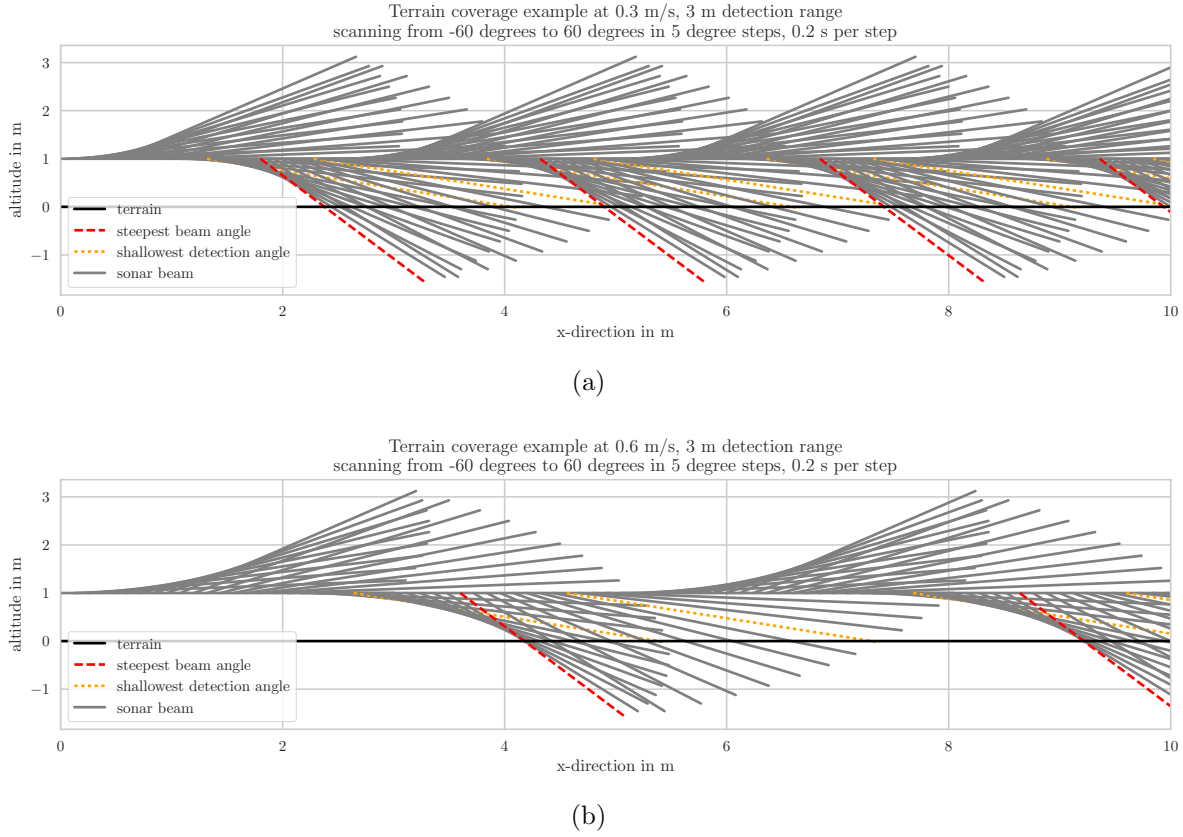 Terrain coverage example at 0.3 m/s, 3 m detection range
scanning from -60 degrees to 60 degrees in 5 degree steps, 0.2 s per step
altitude in m
3
2
1
0
−1
terrain
steepest beam angle
shallowest detection angle
sonar beam
0
2
4
6
8
10
x-direction in m
(a)
Terrain coverage example at 0.6 m/s, 3 m detection range
scanning from -60 degrees to 60 degrees in 5 degree steps, 0.2 s per step
altitude in m
3
2
1
0
−1
terrain
steepest beam angle
shallowest detection angle
sonar beam
0
2
4
6
8
10
x-direction in m
(b)